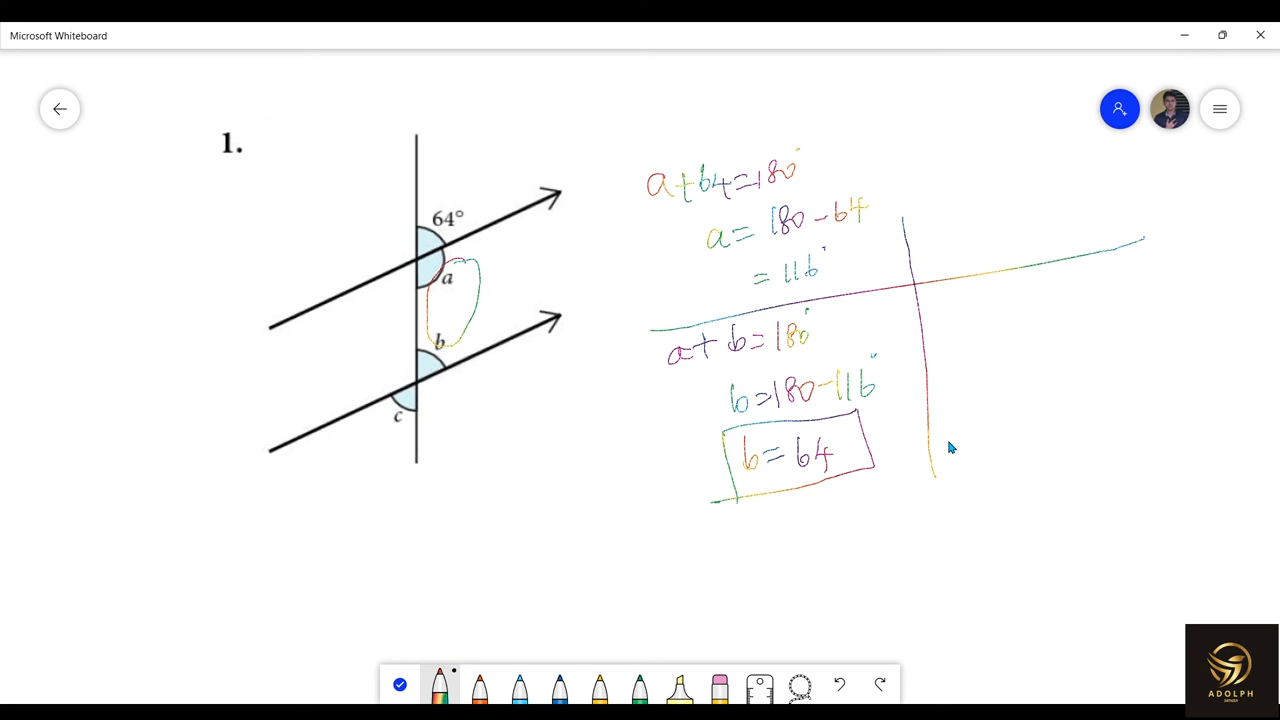 Microsoft Whiteboard
1.
64°
a
b
c
a+64=180°
a= 180-64
= 116°
a+ b=180°
b=180-116°
b=64
ADOLPH